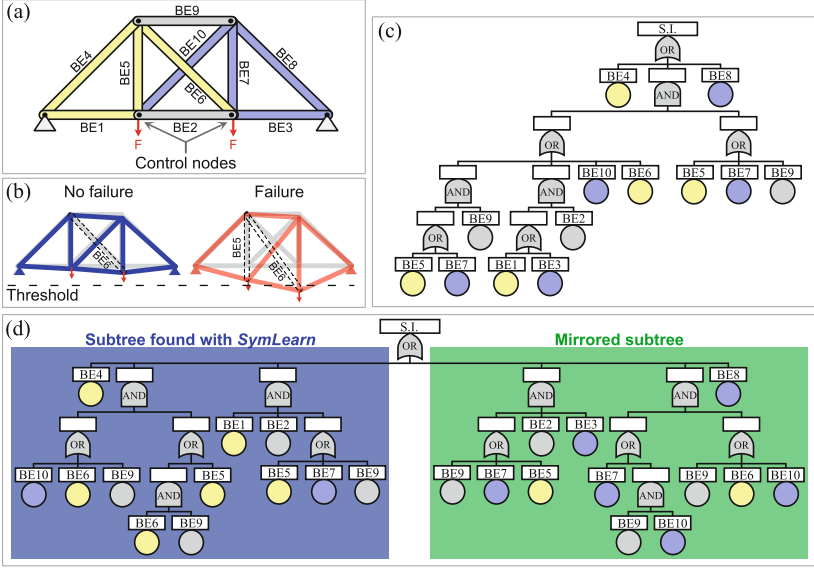 (a)
BE9
BE4
BE5
BE10
BE6
BE7
BE8
BE1
BE2
BE3
F
F
Control nodes
(b)
No failure
Failure
BE6
BE5
BE6
Threshold
(c)
S.I.
OR
BE4
BE8
AND
OR
OR
AND
AND
BE10
BE6
BE5
BE7
BE9
BE9
BE2
OR
OR
BE5
BE7
BE1
BE3
(d)
S.I.
OR
Subtree found with SymLearn
Mirrored subtree
BE4
AND
AND
AND
AND
BE8
OR
OR
BE1
BE2
OR
OR
BE2
BE3
OR
OR
BE10
BE6
BE9
AND
BE5
BE5
BE7
BE9
BE9
BE7
BE5
BE7
AND
BE9
BE6
BE10
BE6
BE9
BE9
BE10